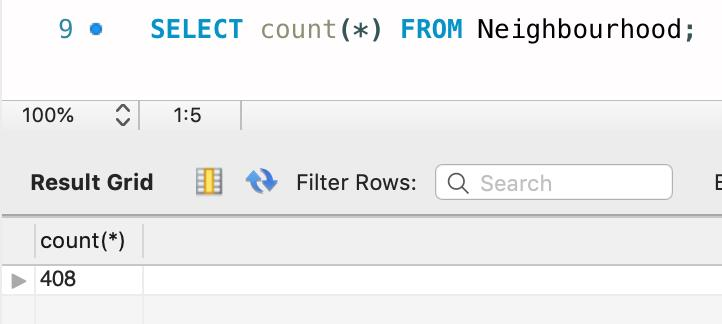 9 SELECT count(*) FROM Neighbourhood;
100% 1:5
Result Grid Filter Rows: Search E
count(*)
408